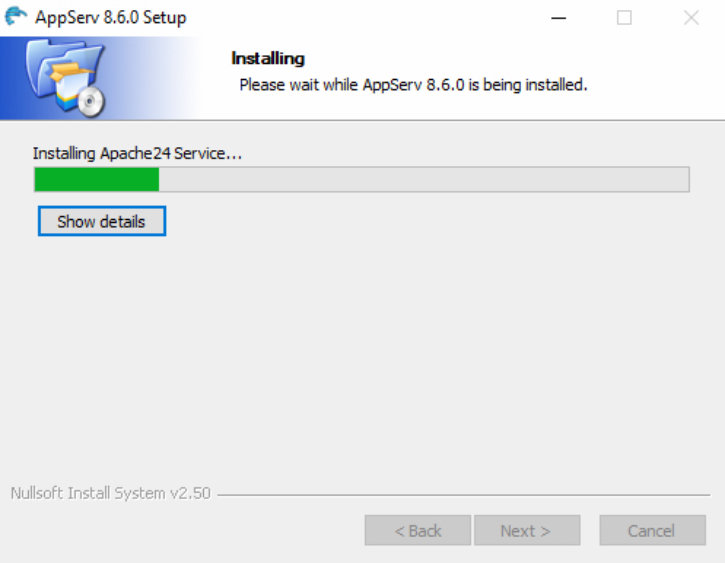 AppServ 8.6.0 Setup
Installing
Please wait while AppServ 8.6.0 is being installed.
Installing Apache24 Service...
Show details
Nullsoft Install System v2.50
< Back
Next >
Cancel